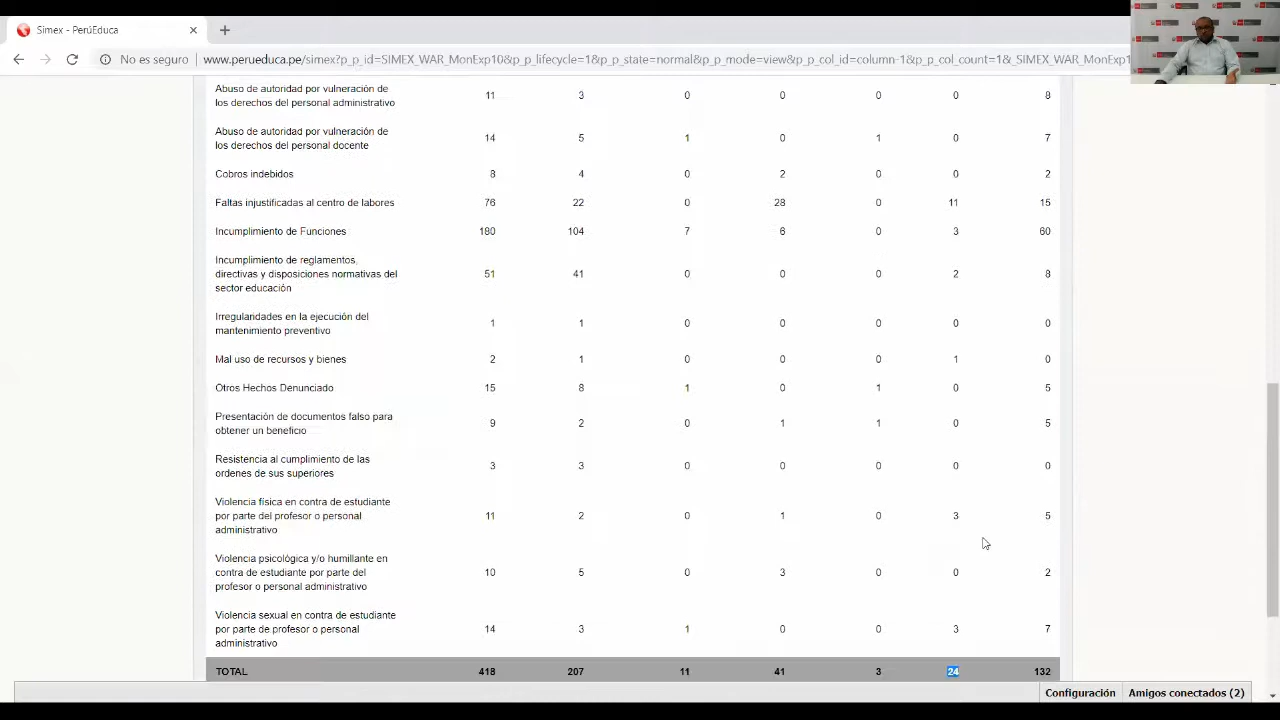 Simex - PerúEduca
No seguro www.perueduca.pe/simex?p_p_id=SIMEX_WAR_MonExp10&p_p_lifecycle=1&p_p_state=normal&p_p_mode=view&p_p_col_id=column-1&p_p_col_count=1&_SIMEX_WAR_MonExp1
Abuso de autoridad por vulneración de
los derechos del personal administrativo
11 3 0 0 0 0 8
Abuso de autoridad por vulneración de
los derechos del personal docente
14 5 1 0 1 0 7
Cobros indebidos 8 4 0 2 0 0 2
Faltas injustificadas al centro de labores 76 22 0 28 0 11 15
Incumplimiento de Funciones 180 104 7 6 0 3 60
Incumplimiento de reglamentos,
directivas y disposiciones normativas del
sector educación
51 41 0 0 0 2 8
Irregularidades en la ejecución del
mantenimiento preventivo
1 1 0 0 0 0 0
Mal uso de recursos y bienes 2 1 0 0 0 1 0
Otros Hechos Denunciado 15 8 1 0 1 0 5
Presentación de documentos falso para
obtener un beneficio
9 2 0 1 1 0 5
Resistencia al cumplimiento de las
ordenes de sus superiores
3 3 0 0 0 0 0
Violencia física en contra de estudiante
por parte del profesor o personal
administrativo
11 2 0 1 0 3 5
Violencia psicológica y/o humillante en
contra de estudiante por parte del
profesor o personal administrativo
10 5 0 3 0 0 2
Violencia sexual en contra de estudiante
por parte de profesor o personal
administrativo
14 3 1 0 0 3 7
TOTAL 418 207 11 41 3 24 132
Configuración Amigos conectados (2)